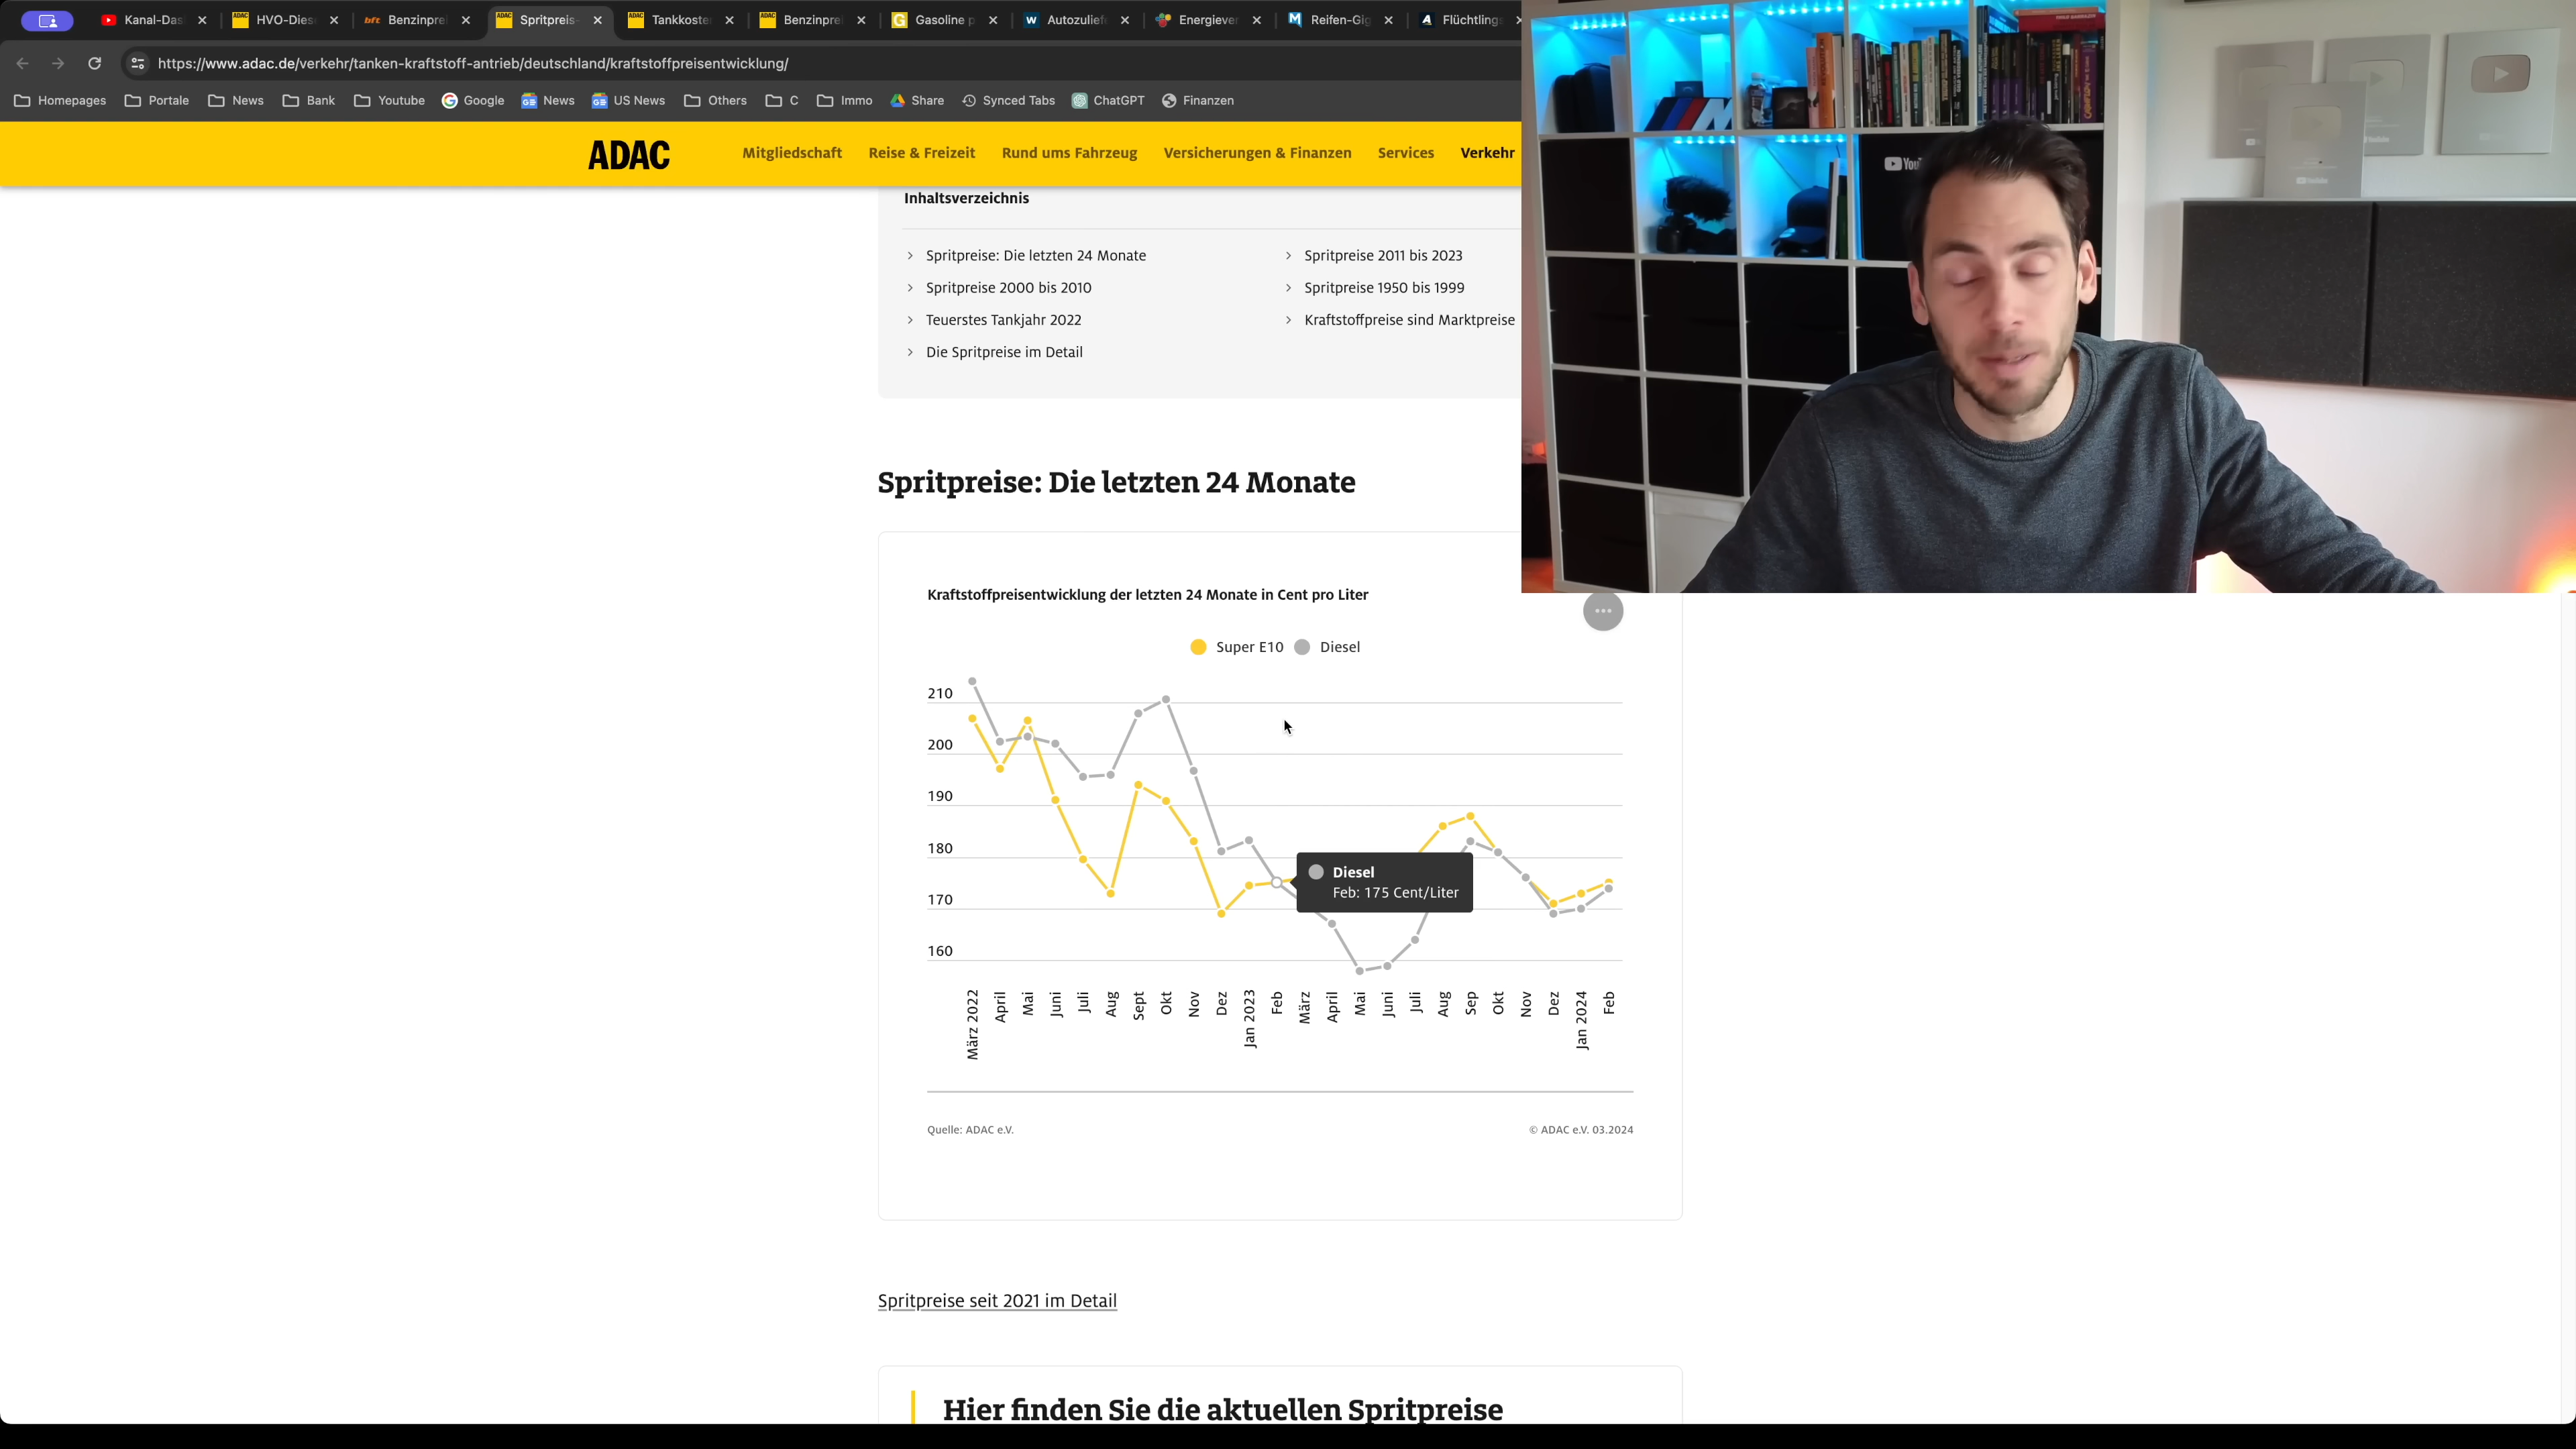 Kanal-Das
HVO-Dies
bft
Benzinprei
ADAC
Spritpreis-
Tankkoste
Benzinprei
Gasoline p
Autozuliefe
Energiever
Reifen-Gig
Flüchtlings
https://www.adac.de/verkehr/tanken-kraftstoff-antrieb/deutschland/kraftstoffpreisentwicklung/
Homepages Portale News Bank Youtube Google News US News Others C Immo Share Synced Tabs ChatGPT Finanzen
ADAC Mitgliedschaft Reise & Freizeit Rund ums Fahrzeug Versicherungen & Finanzen Services Verkehr
Inhaltsverzeichnis
Spritpreise: Die letzten 24 Monate
Spritpreise 2011 bis 2023
Spritpreise 2000 bis 2010
Spritpreise 1950 bis 1999
Teuerstes Tankjahr 2022
Kraftstoffpreise sind Marktpreise
Die Spritpreise im Detail
Spritpreise: Die letzten 24 Monate
Kraftstoffpreisentwicklung der letzten 24 Monate in Cent pro Liter
Super E10 Diesel
210
200
190
180
170
160
Diesel
Feb: 175 Cent/Liter
März 2022 April Mai Juni Juli Aug Sept Okt Nov Dez Jan 2023 Feb März April Mai Juni Juli Aug Sep Okt Nov Dez Jan 2024 Feb
Quelle: ADAC e.V.
© ADAC e.V. 03.2024
Spritpreise seit 2021 im Detail
Hier finden Sie die aktuellen Spritpreise